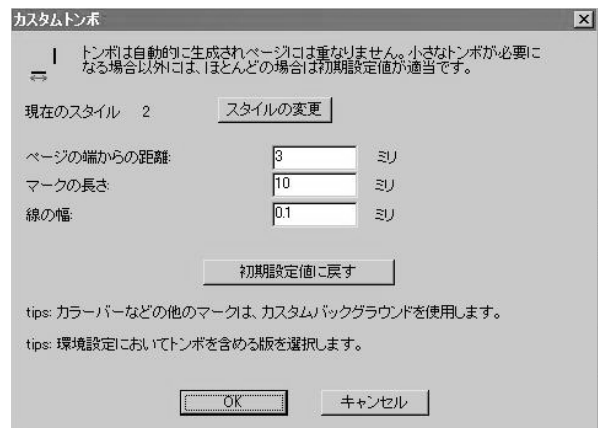 カスタムトンボ
トンボは自動的に生成されページには重なりません。小さなトンボが必要に
なる場合以外には、ほとんどの場合は初期設定値が適当です。
現在のスタイル 2 スタイルの変更
ページの端からの距離: 3 ミリ
マークの長さ: 10 ミリ
線の幅: 0.1 ミリ
初期設定値に戻す
tips: カラーバーなどの他のマークは、カスタムバックグラウンドを使用します。
tips: 環境設定においてトンボを含める版を選択します。
OK キャンセル